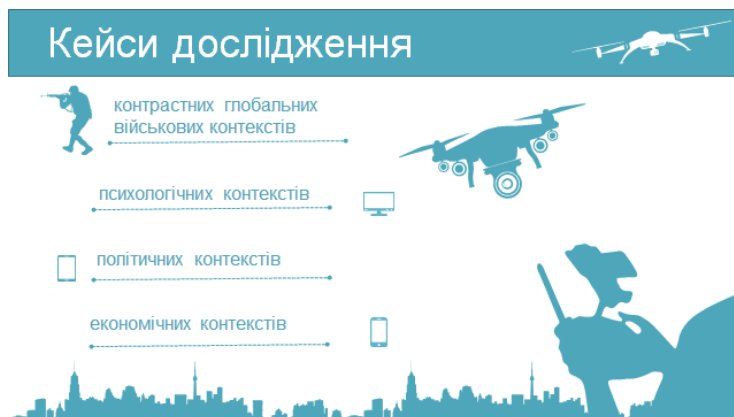 Кейси дослідження
контрастних глобальних
військових контекстів
психологічних контекстів
політичних контекстів
економічних контекстів